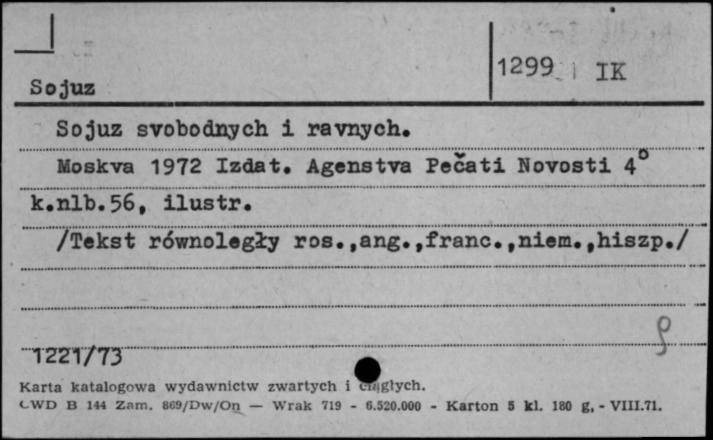 1299 IK
Sojuz
Sojuz svobodnych i ravnych.
Moskva 1972 Izdat. Agenstva Pečati Novosti 4°
k.nlb.56, ilustr.
/Tekst równoległy ros.,ang.,franc.,niem.,hiszp./
1221/73
Karta katalogowa wydawnictw zwartych i ciągłych.
CWD B 144 Zam. 869/Dw/On — Wrak 719 - 6.520.000 - Karton 5 kl. 180 g, - VIII.71.